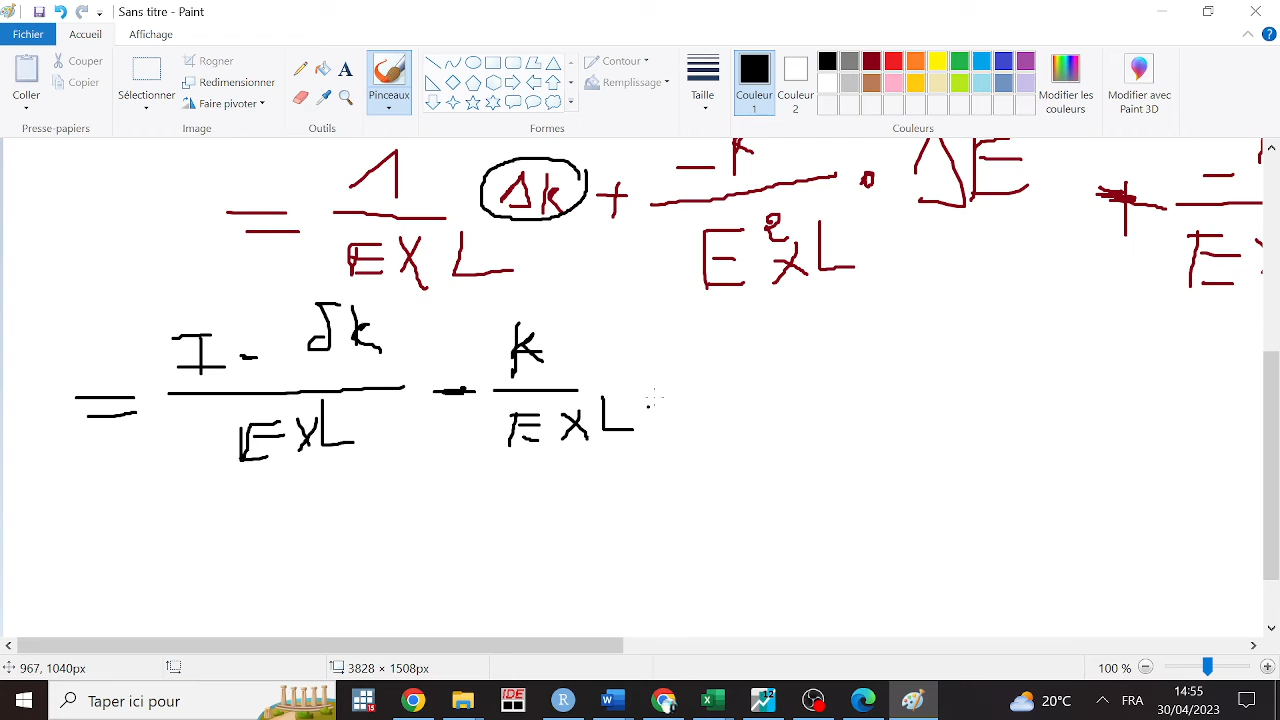 Sans titre - Paint
Fichier Accueil Affichage
Coller Couper Copier Sélectionner Rogner Redimensionner Faire pivoter Pinceaux Contour Remplissage Taille Couleur 1 Couleur 2 Modifier les couleurs Modifier avec Paint 3D
Presse-papiers Image Outils Formes Couleurs
= 1 / E X L Δk + -k / E² x L . ΔE + - / E
= I - δk / E x L - k / E X L
967, 1040px 3828 × 1508px 100 %
Taper ici pour IDE R 12 20°C FRA 14:55
30/04/2023